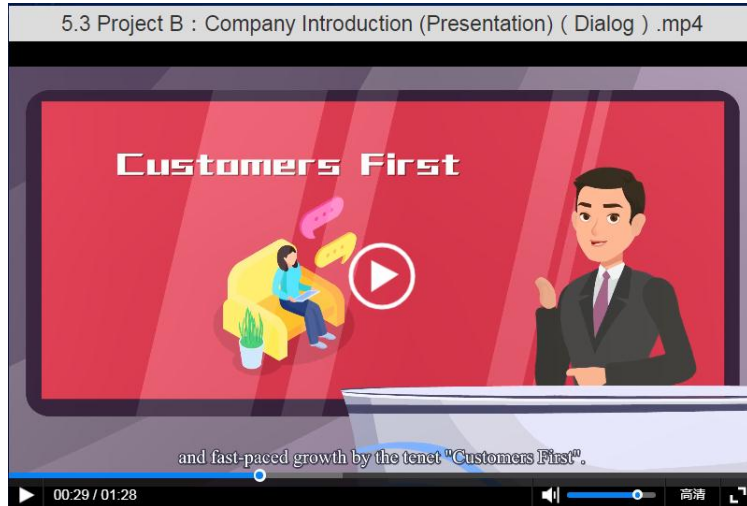 5.3 Project B：Company Introduction (Presentation) ( Dialog ) .mp4
Customers First
and fast-paced growth by the tenet "Customers First".
00:29 / 01:28
高清